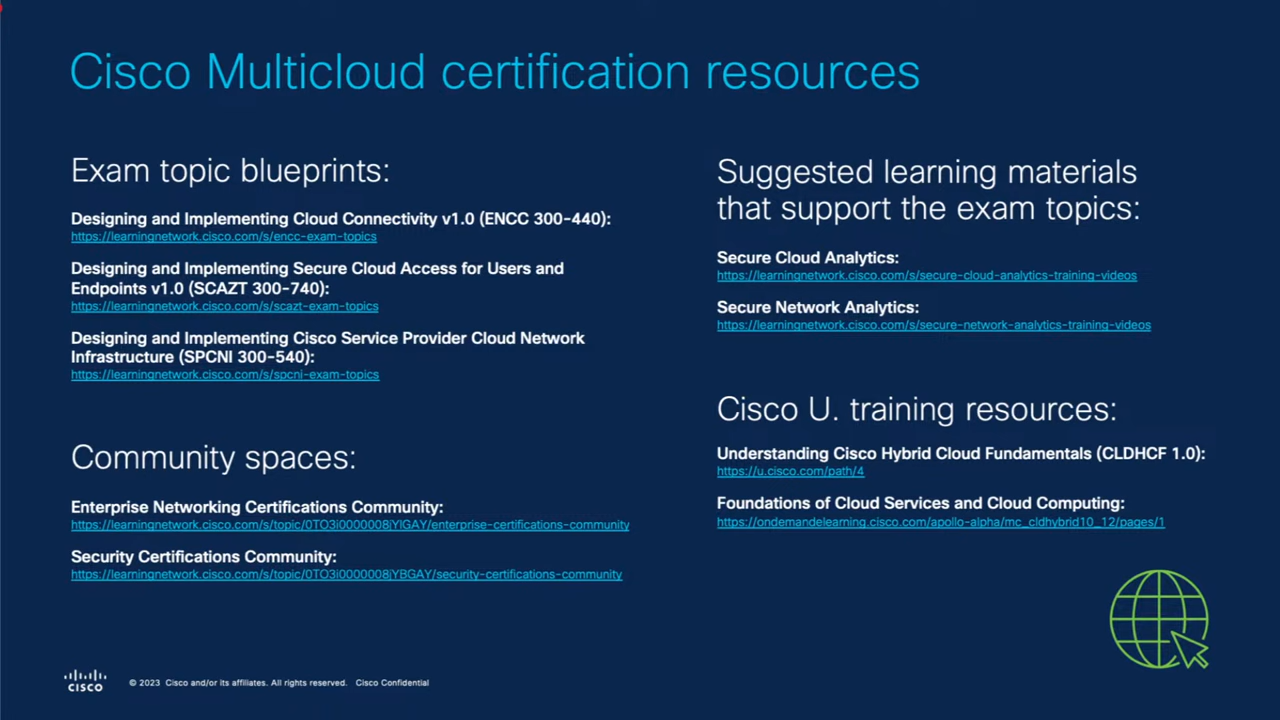 Cisco Multicloud certification resources
Exam topic blueprints:
Designing and Implementing Cloud Connectivity v1.0 (ENCC 300-440):
https://learningnetwork.cisco.com/s/encc-exam-topics
Designing and Implementing Secure Cloud Access for Users and
Endpoints v1.0 (SCAZT 300-740):
https://learningnetwork.cisco.com/s/scazt-exam-topics
Designing and Implementing Cisco Service Provider Cloud Network
Infrastructure (SPCNI 300-540):
https://learningnetwork.cisco.com/s/spcni-exam-topics
Community spaces:
Enterprise Networking Certifications Community:
https://learningnetwork.cisco.com/s/topic/0TO3i0000008jYlGAY/enterprise-certifications-community
Security Certifications Community:
https://learningnetwork.cisco.com/s/topic/0TO3i0000008jYBGAY/security-certifications-community
Suggested learning materials
that support the exam topics:
Secure Cloud Analytics:
https://learningnetwork.cisco.com/s/secure-cloud-analytics-training-videos
Secure Network Analytics:
https://learningnetwork.cisco.com/s/secure-network-analytics-training-videos
Cisco U. training resources:
Understanding Cisco Hybrid Cloud Fundamentals (CLDHCF 1.0):
https://u.cisco.com/path/4
Foundations of Cloud Services and Cloud Computing:
https://ondemandelearning.cisco.com/apollo-alpha/mc_cldhybrid10_12/pages/1
CISCO
© 2023 Cisco and/or its affiliates. All rights reserved. Cisco Confidential